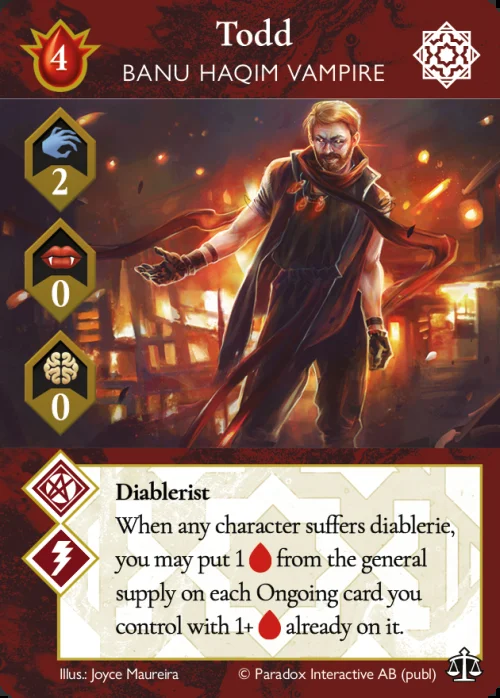 Todd
4
BANU HAQIM VAMPIRE
2
0
0
Diablerist
When any character suffers diablerie,
you may put 1 from the general
supply on each Ongoing card you
control with 1+ already on it.
Illus.: Joyce Maureira © Paradox Interactive AB (publ)